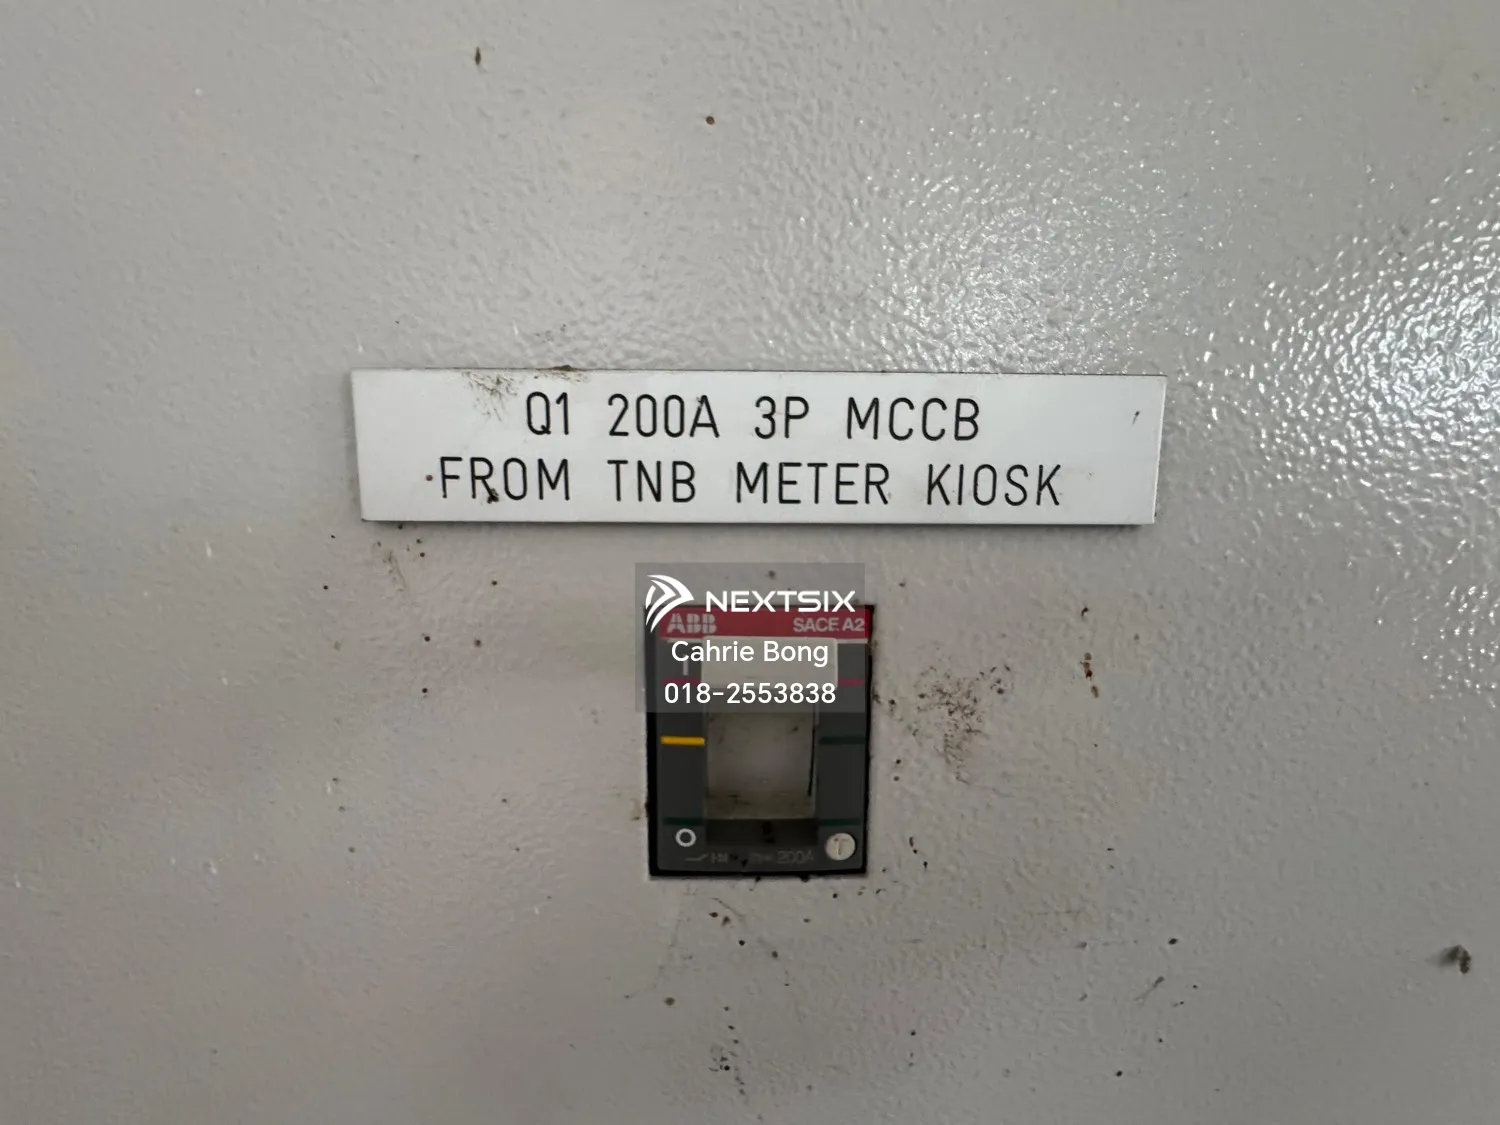 Q1 200A 3P MCCB
FROM TNB METER KIOSK
NEXTSIX
ABB SACE A2
Cahrie Bong
I
018-2553838
O
200A T